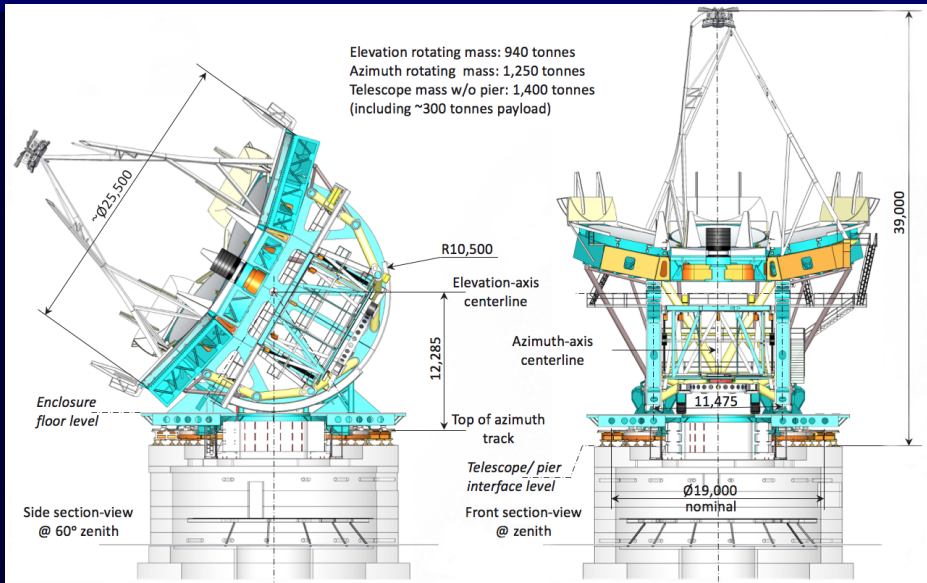 Elevation rotating mass: 940 tonnes
Azimuth rotating mass: 1,250 tonnes
Telescope mass w/o pier: 1,400 tonnes
(including ~300 tonnes payload)
~Ø25,500
39,000
R10,500
Elevation-axis
centerline
12,285
Azimuth-axis
centerline
Enclosure
floor level
11,475
Top of azimuth
track
Telescope/ pier
interface level
Ø19,000
nominal
Side section-view
@ 60° zenith
Front section-view
@ zenith